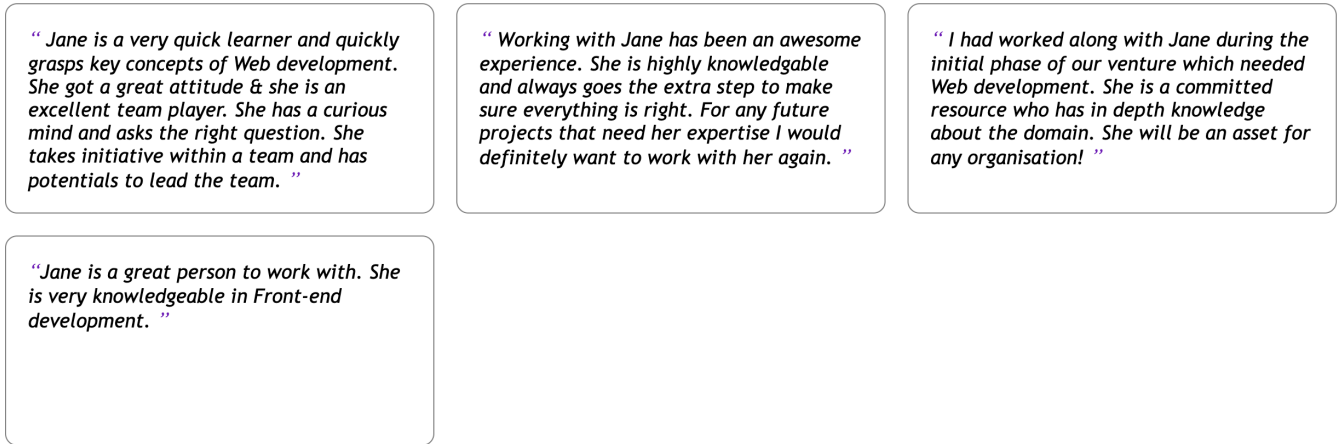 “ Jane is a very quick learner and quickly
grasps key concepts of Web development.
She got a great attitude & she is an
excellent team player. She has a curious
mind and asks the right question. She
takes initiative within a team and has
potentials to lead the team. ”
“ Working with Jane has been an awesome
experience. She is highly knowledgable
and always goes the extra step to make
sure everything is right. For any future
projects that need her expertise I would
definitely want to work with her again. ”
“ I had worked along with Jane during the
initial phase of our venture which needed
Web development. She is a committed
resource who has in depth knowledge
about the domain. She will be an asset for
any organisation! ”
“Jane is a great person to work with. She
is very knowledgeable in Front-end
development. ”